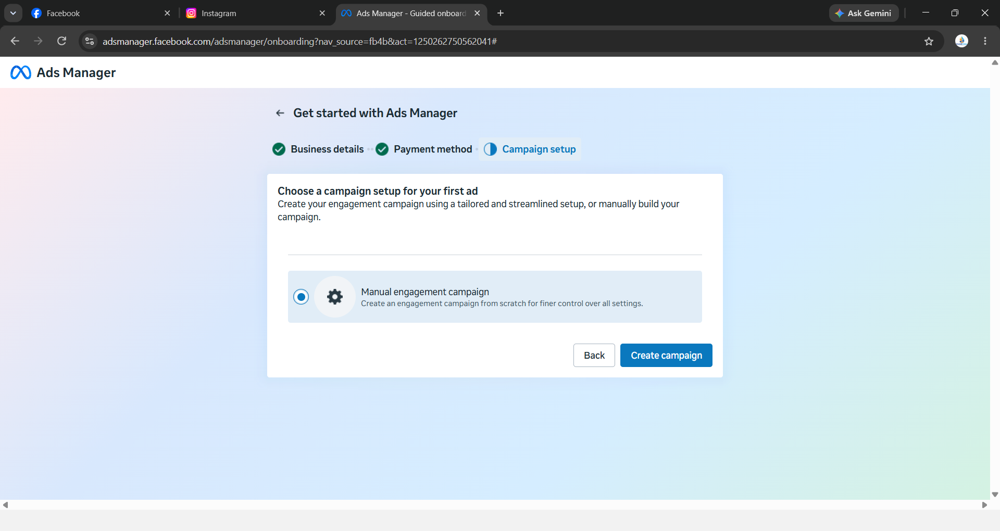 Facebook
Instagram
Ads Manager - Guided onboard
Ask Gemini
adsmanager.facebook.com/adsmanager/onboarding?nav_source=fb4b&act=1250262750562041#
Ads Manager
Get started with Ads Manager
Business details
Payment method
Campaign setup
Choose a campaign setup for your first ad
Create your engagement campaign using a tailored and streamlined setup, or manually build your
campaign.
Manual engagement campaign
Create an engagement campaign from scratch for finer control over all settings.
Back
Create campaign